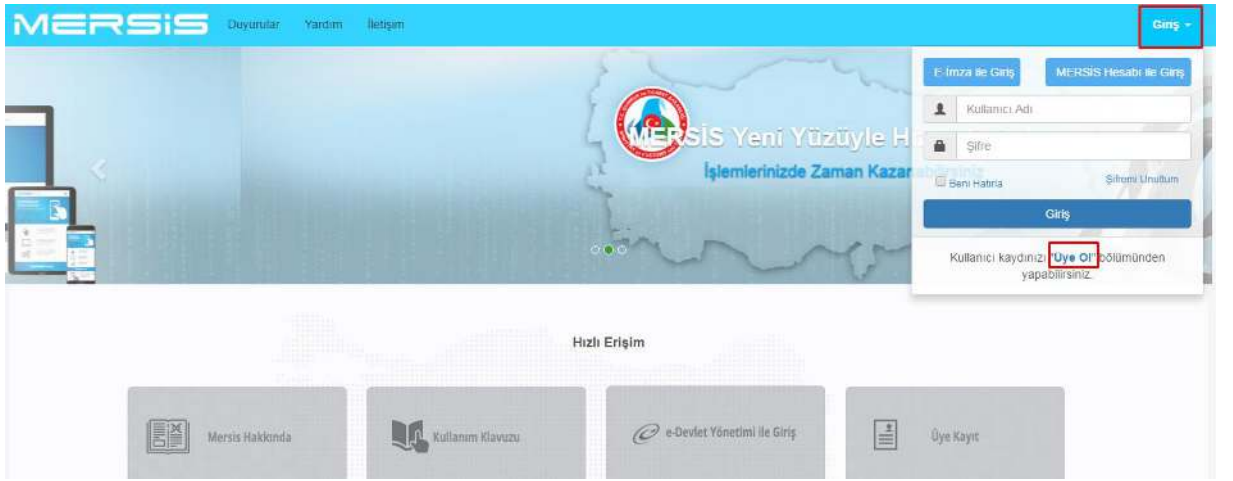 MERSiS Duyurular Yardım İletişim Giriş
E-İmza ile Giriş MERSİS Hesabı ile Giriş
Kullanıcı Adı
MERSİS Yeni Yüzüyle H
Şifre
İşlemlerinizde Zaman Kazanabilirsiniz
Beni Hatırla Şifremi Unuttum
Giriş
Kullanıcı kaydınızı "Üye Ol" bölümünden
yapabilirsiniz.
Hızlı Erişim
Mersis Hakkında Kullanım Klavuzu e-Devlet Yönetimi ile Giriş Üye Kayıt